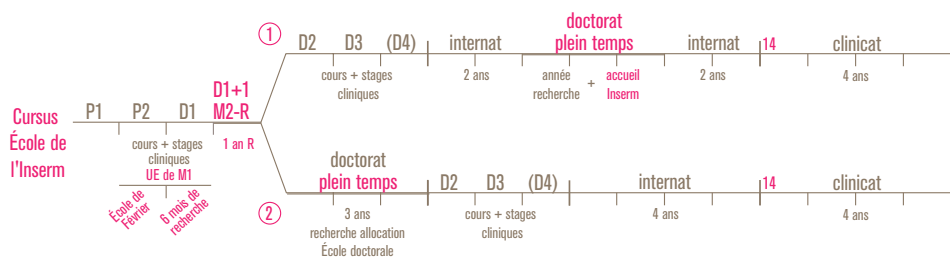 Cursus
École de
l'Inserm
P1
P2
D1
D1+1
M2-R
cours + stages
cliniques
UE de M1
1 an R
École de
Février
6 mois de
recherche
1
D2
D3
(D4)
internat
doctorat
plein temps
internat
14
clinicat
cours + stages
cliniques
2 ans
année
recherche
+
accueil
Inserm
2 ans
4 ans
2
doctorat
plein temps
D2
D3
(D4)
internat
14
clinicat
3 ans
recherche allocation
École doctorale
cours + stages
cliniques
4 ans
4 ans